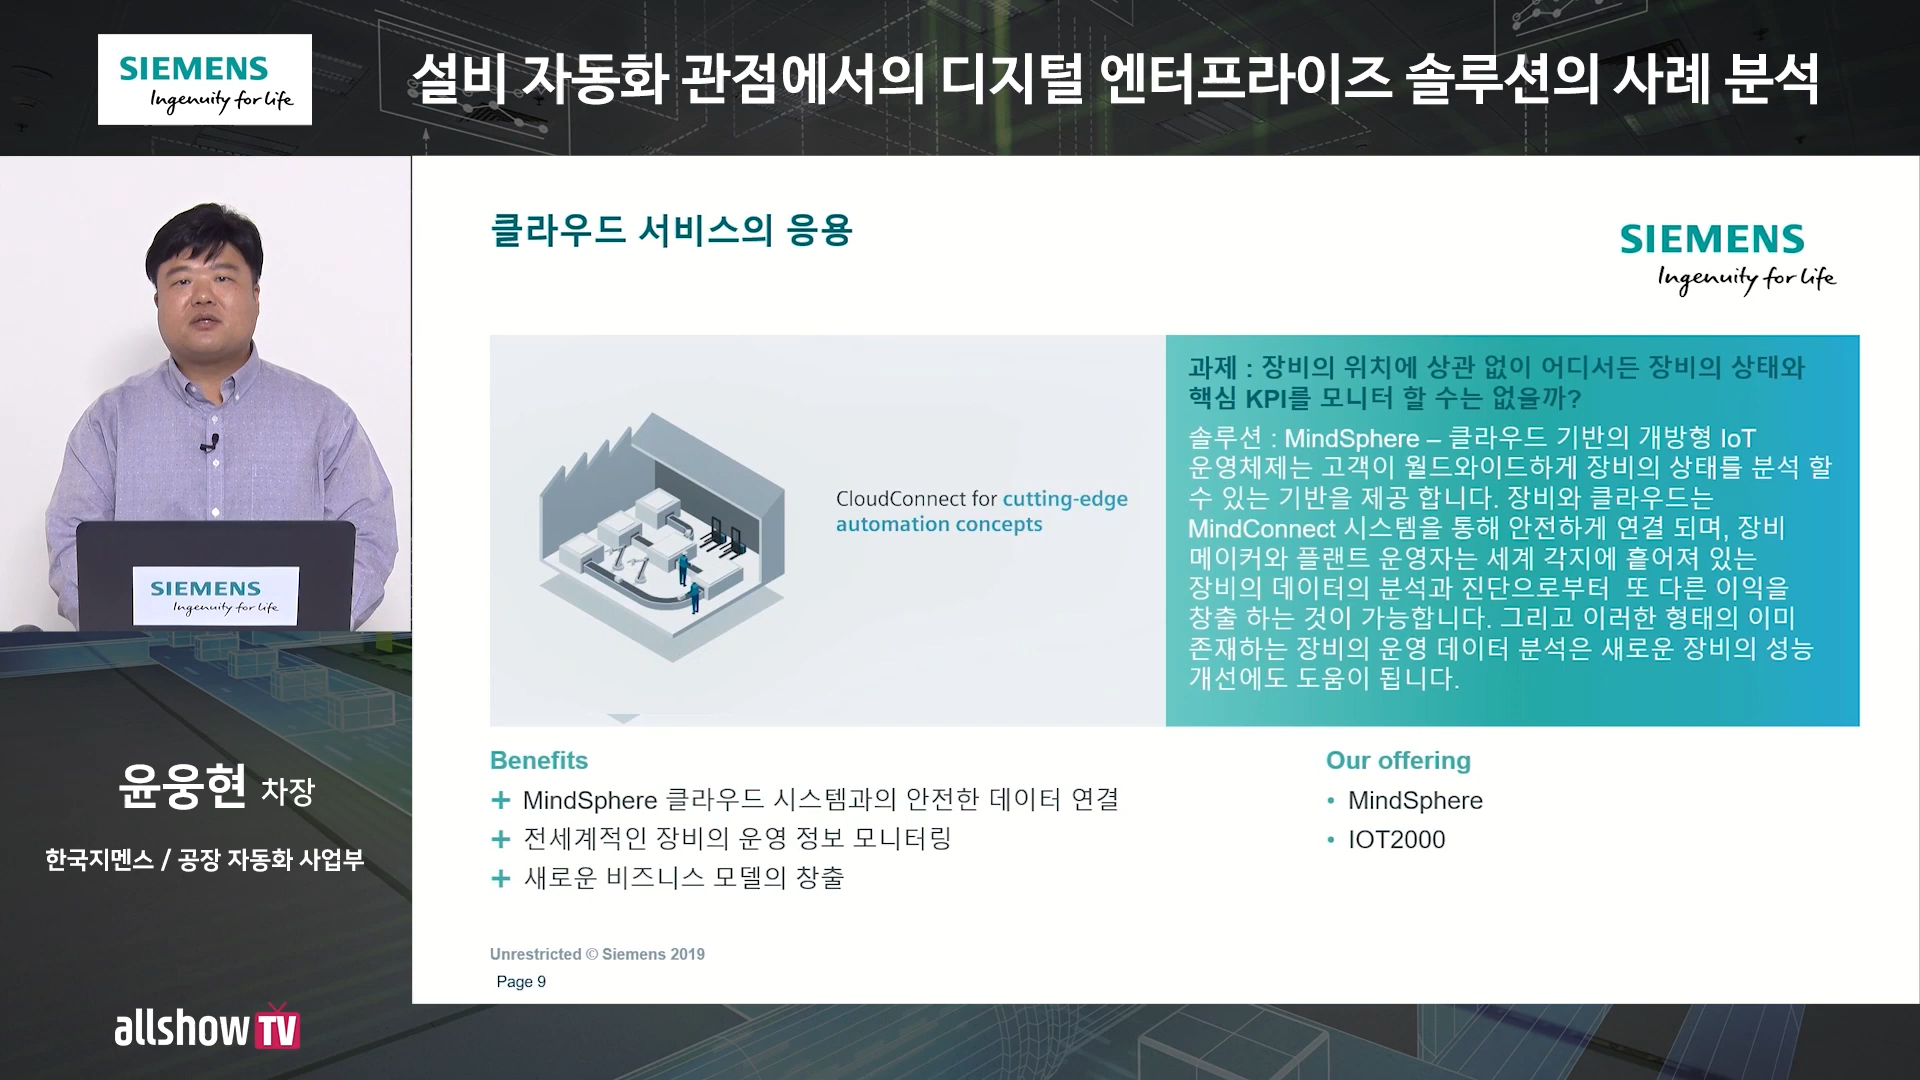 SIEMENS
Ingenuity for life
설비 자동화 관점에서의 디지털 엔터프라이즈 솔루션의 사례 분석
클라우드 서비스의 응용
SIEMENS
Ingenuity for life
CloudConnect for cutting-edge
automation concepts
과제 : 장비의 위치에 상관 없이 어디서든 장비의 상태와
핵심 KPI를 모니터 할 수는 없을까?
솔루션 : MindSphere – 클라우드 기반의 개방형 IoT
운영체제는 고객이 월드와이드하게 장비의 상태를 분석 할
수 있는 기반을 제공 합니다. 장비와 클라우드는
MindConnect 시스템을 통해 안전하게 연결 되며, 장비
메이커와 플랜트 운영자는 세계 각지에 흩어져 있는
장비의 데이터의 분석과 진단으로부터 또 다른 이익을
창출 하는 것이 가능합니다. 그리고 이러한 형태의 이미
존재하는 장비의 운영 데이터 분석은 새로운 장비의 성능
개선에도 도움이 됩니다.
SIEMENS
Ingenuity for life
Benefits
+ MindSphere 클라우드 시스템과의 안전한 데이터 연결
+ 전세계적인 장비의 운영 정보 모니터링
+ 새로운 비즈니스 모델의 창출
Our offering
• MindSphere
• IOT2000
윤웅현 차장
한국지멘스 / 공장 자동화 사업부
Unrestricted © Siemens 2019
Page 9
allshow TV